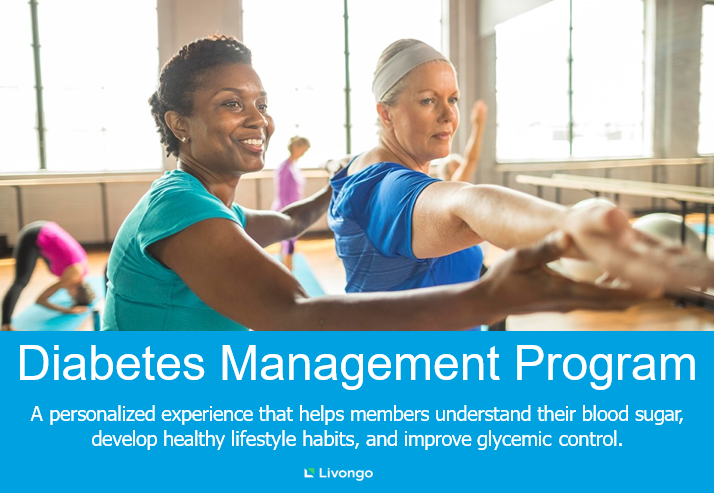 Diabetes Management Program
A personalized experience that helps members understand their blood sugar,
develop healthy lifestyle habits, and improve glycemic control.
Livongo